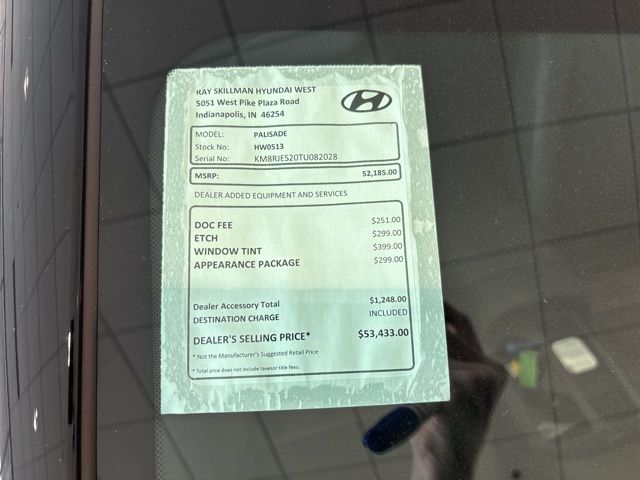 RAY SKILLMAN HYUNDAI WEST
5051 West Pike Plaza Road
Indianapolis, IN 46254
MODEL: PALISADE
Stock No: HW0513
Serial No: KM8RJES20TU082028
MSRP: 52,185.00
DEALER ADDED EQUIPMENT AND SERVICES
DOC FEE $251.00
ETCH $299.00
WINDOW TINT $399.00
APPEARANCE PACKAGE $299.00
Dealer Accessory Total $1,248.00
DESTINATION CHARGE INCLUDED
DEALER'S SELLING PRICE* $53,433.00
* Not the Manufacturer's Suggested Retail Price
* Total price does not include taxesor title fees.